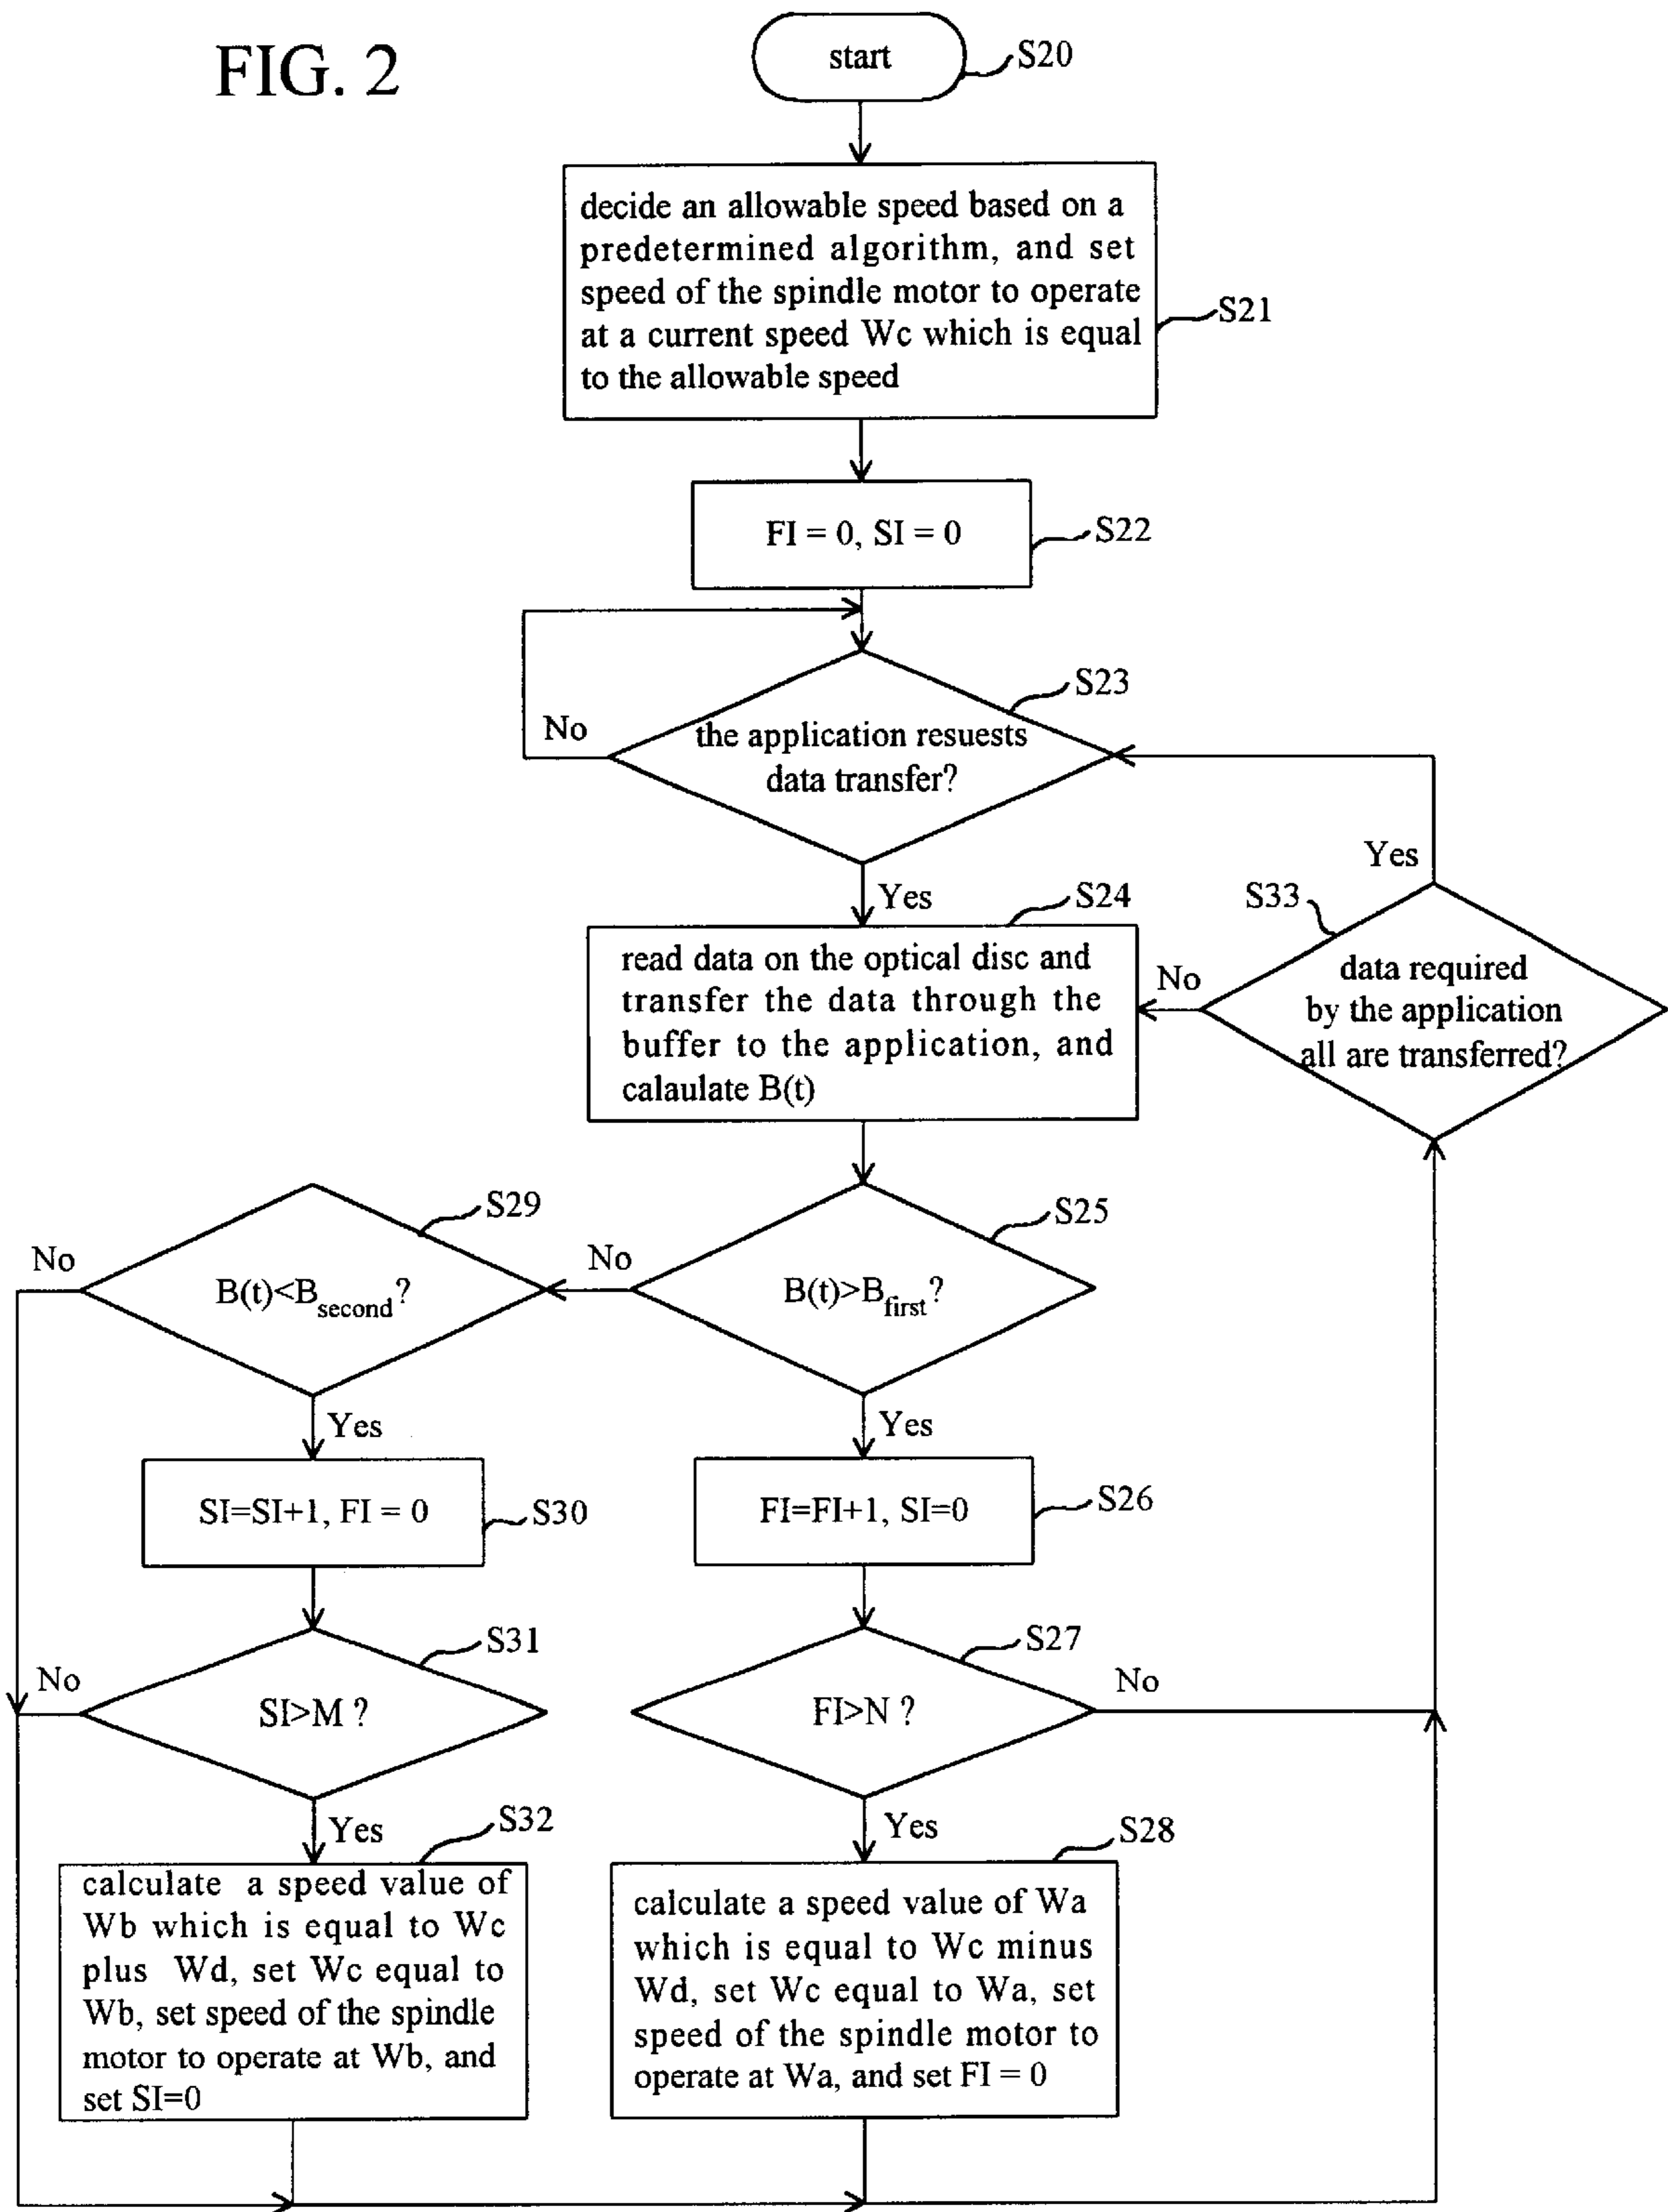 FIG. 2
start
S20
decide an allowable speed based on a
predetermined algorithm, and set
speed of the spindle motor to operate
at a current speed Wc which is equal
to the allowable speed
S21
FI = 0, SI = 0
S22
S23
No
the application resuests
data transfer?
Yes
Yes
S24
S33
read data on the optical disc and
transfer the data through the
buffer to the application, and
calaulate B(t)
No
data required
by the application
all are transferred?
S29
S25
No
B(t)<Bsecond?
No
B(t)>Bfirst?
Yes
Yes
SI=SI+1, FI = 0
S30
FI=FI+1, SI=0
S26
S31
S27
No
SI>M ?
FI>N ?
No
Yes
S32
Yes
S28
calculate a speed value of
Wb which is equal to Wc
plus Wd, set Wc equal to
Wb, set speed of the spindle
motor to operate at Wb, and
set SI=0
calculate a speed value of Wa
which is equal to Wc minus
Wd, set Wc equal to Wa, set
speed of the spindle motor to
operate at Wa, and set FI = 0